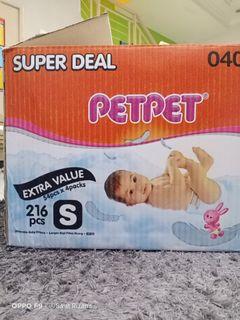 SUPER DEAL
040
PETPET
EXTRA VALUE
54pcs x 4packs
216
pcs
S
OPPO F9